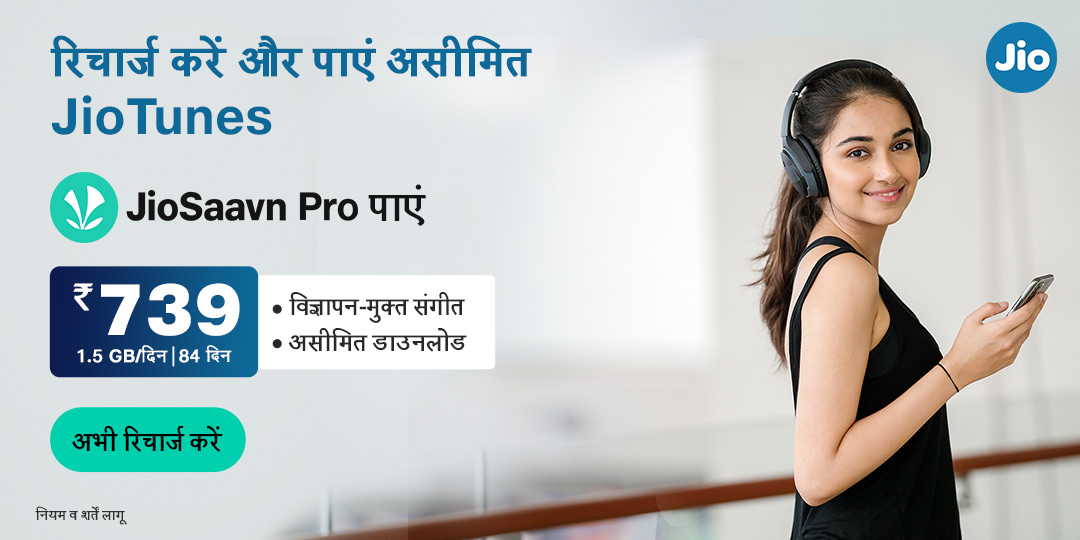 रिचार्ज करें और पाएं असीमित
JioTunes
Jio
JioSaavn Pro पाएं
₹739
1.5 GB/दिन | 84 दिन
• विज्ञापन-मुक्त संगीत
• असीमित डाउनलोड
अभी रिचार्ज करें
नियम व शर्तें लागू